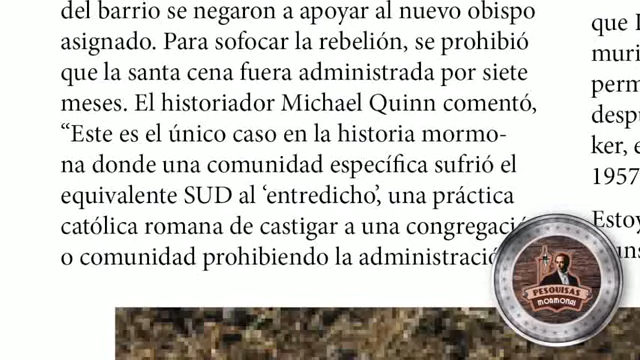 del barrio se negaron a apoyar al nuevo obispo
asignado. Para sofocar la rebelión, se prohibió
que la santa cena fuera administrada por siete
meses. El historiador Michael Quinn comentó,
“Este es el único caso en la historia mormo-
na donde una comunidad específica sufrió el
equivalente SUD al ‘entredicho’, una práctica
católica romana de castigar a una congregació
o comunidad prohibiendo la administració
que
muri
perm
desp
ker, e
1957
Estoy
uns
PESQUISAS
MORMONAS